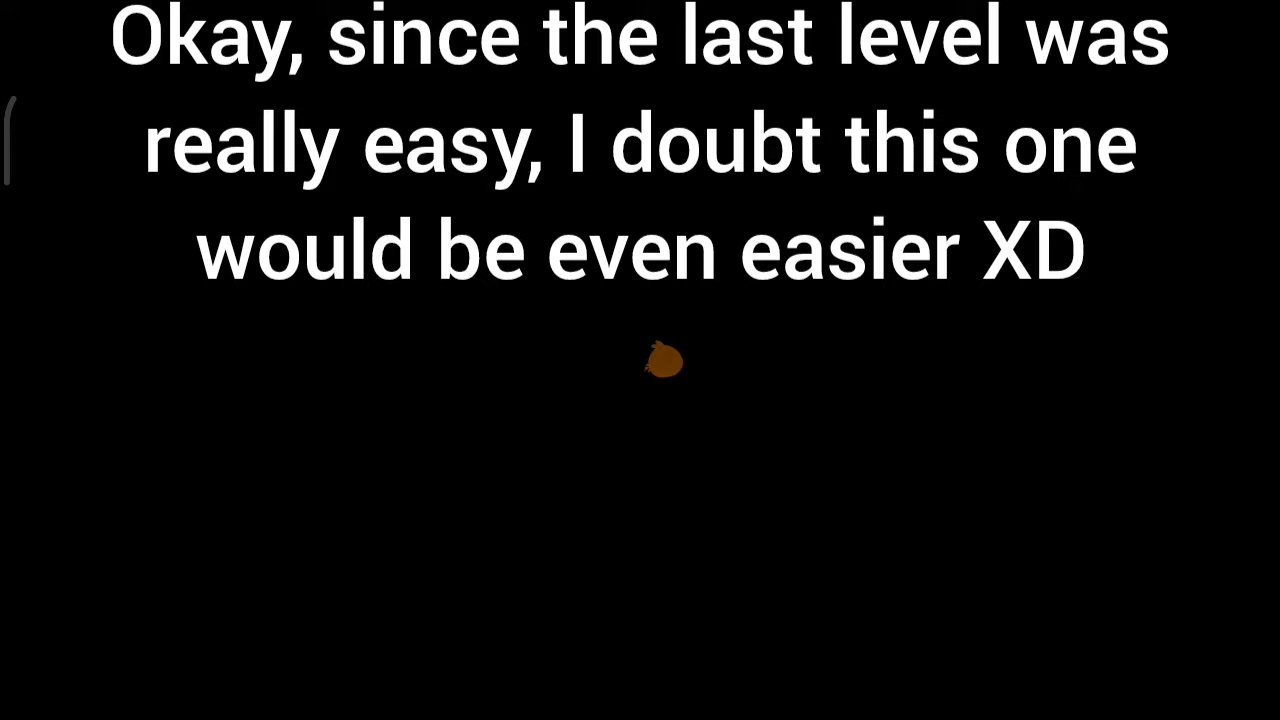 Okay, since the last level was
really easy, I doubt this one
would be even easier XD